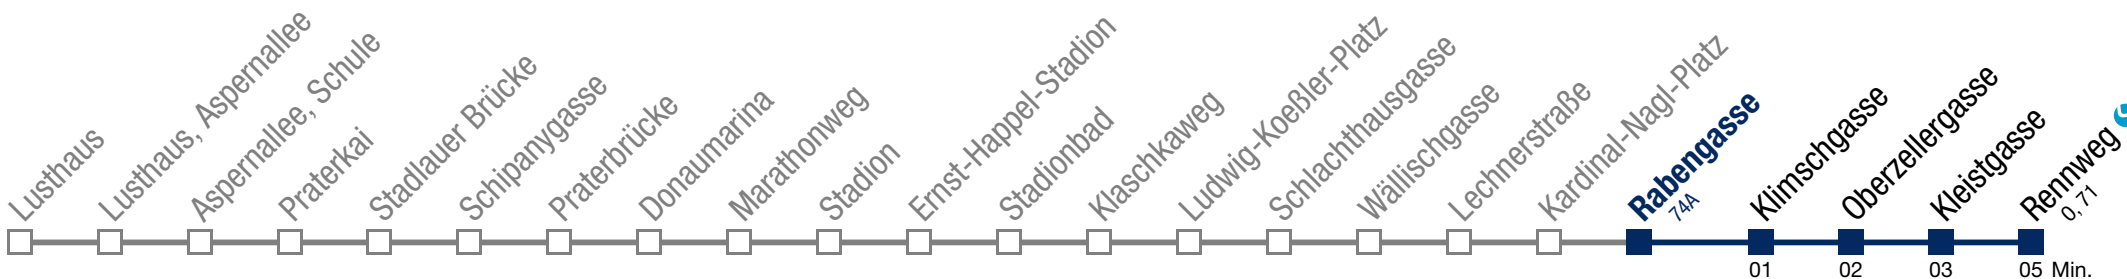 Lusthaus
Lusthaus, Aspernallee
Aspernallee, Schule
Praterkai
Stadlauer Brücke
Schipanygasse
Praterbrücke
Donaumarina
Marathonweg
Stadion
Ernst-Happel-Stadion
Stadionbad
Klaschkaweg
Ludwig-Koeßler-Platz
Schlachthausgasse
Wällischgasse
Lechnerstraße
Kardinal-Nagl-Platz
Rabengasse
74A
Klimschgasse
Oberzellergasse
Kleistgasse
Rennweg
0, 71
01 02 03 05 Min.